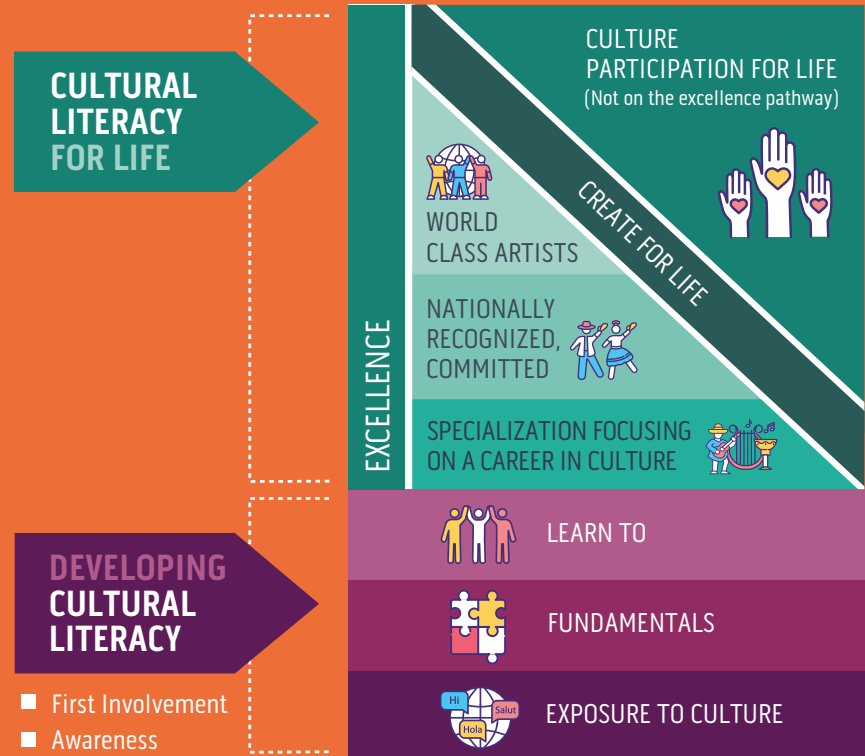 CULTURAL
LITERACY
FOR LIFE
CULTURE
PARTICIPATION FOR LIFE
(Not on the excellence pathway)
CREATE FOR LIFE
EXCELLENCE
WORLD
CLASS ARTISTS
NATIONALLY
RECOGNIZED,
COMMITTED
SPECIALIZATION FOCUSING
ON A CAREER IN CULTURE
DEVELOPING
CULTURAL
LITERACY
First Involvement
Awareness
LEARN TO
FUNDAMENTALS
Hi
Salut
Hola
EXPOSURE TO CULTURE